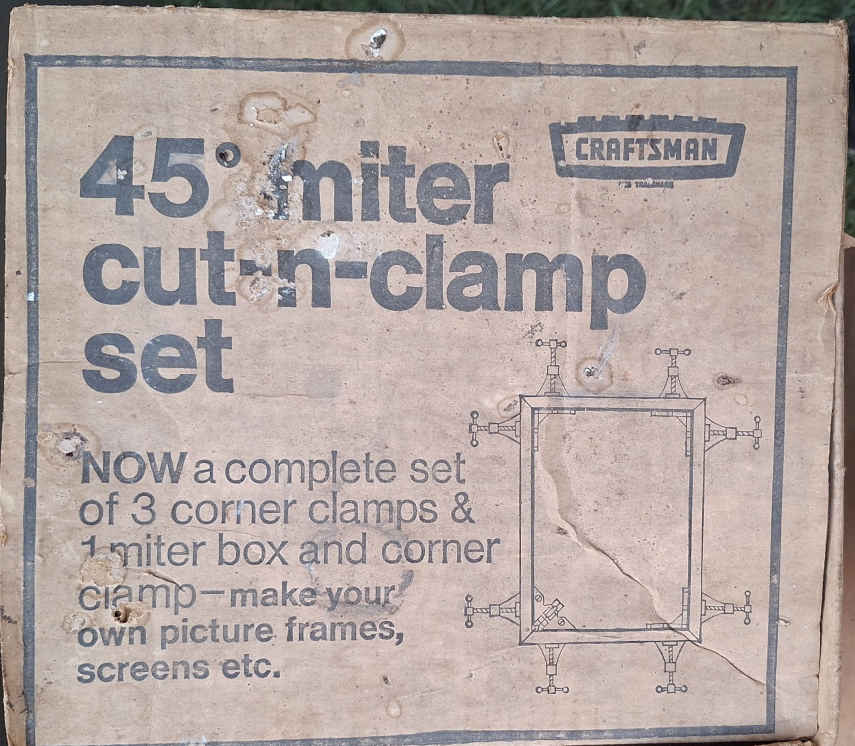 45° miter
cut-n-clamp
set
CRAFTSMAN
TRADEMARK
NOW a complete set
of 3 corner clamps &
1 miter box and corner
clamp—make your
own picture frames,
screens etc.